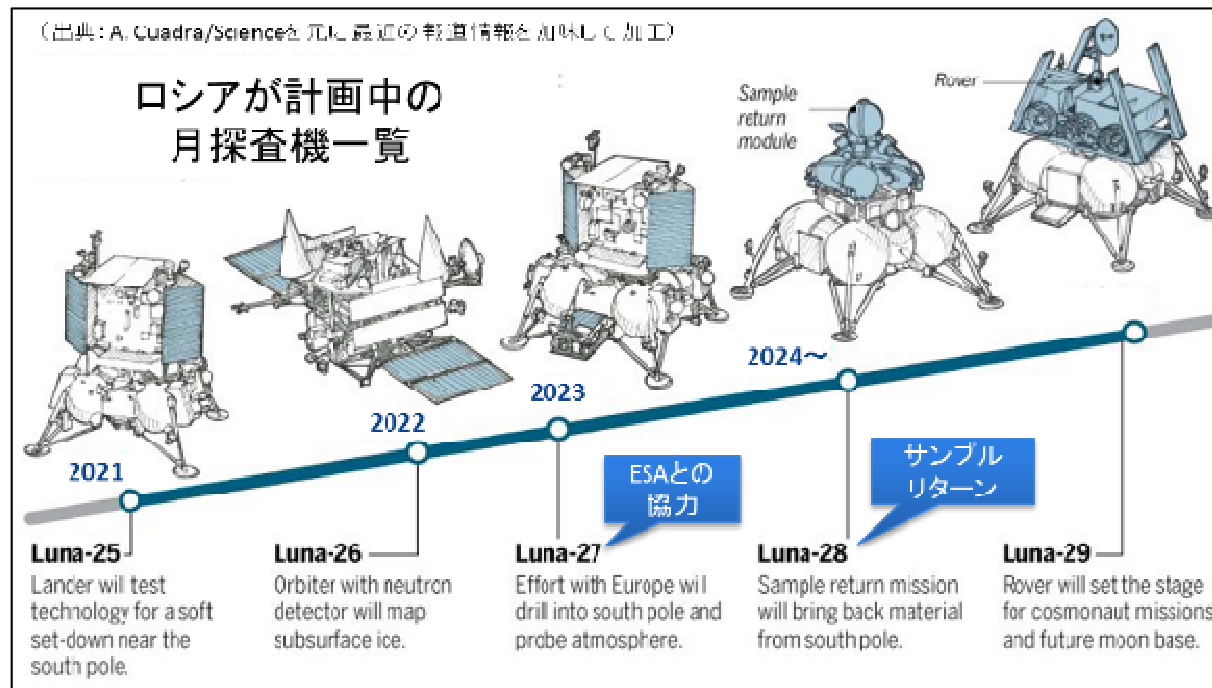 （出典：A. Cuadra/Scienceを元に最近の報道情報を加味して加工）
ロシアが計画中の
月探査機一覧
Sample
return
module
Rover
2021
2022
2023
2024～
ESAとの
協力
サンプル
リターン
Luna-25
Lander will test
technology for a soft
set-down near the
south pole.
Luna-26
Orbiter with neutron
detector will map
subsurface ice.
Luna-27
Effort with Europe will
drill into south pole and
probe atmosphere.
Luna-28
Sample return mission
will bring back material
from south pole.
Luna-29
Rover will set the stage
for cosmonaut missions
and future moon base.